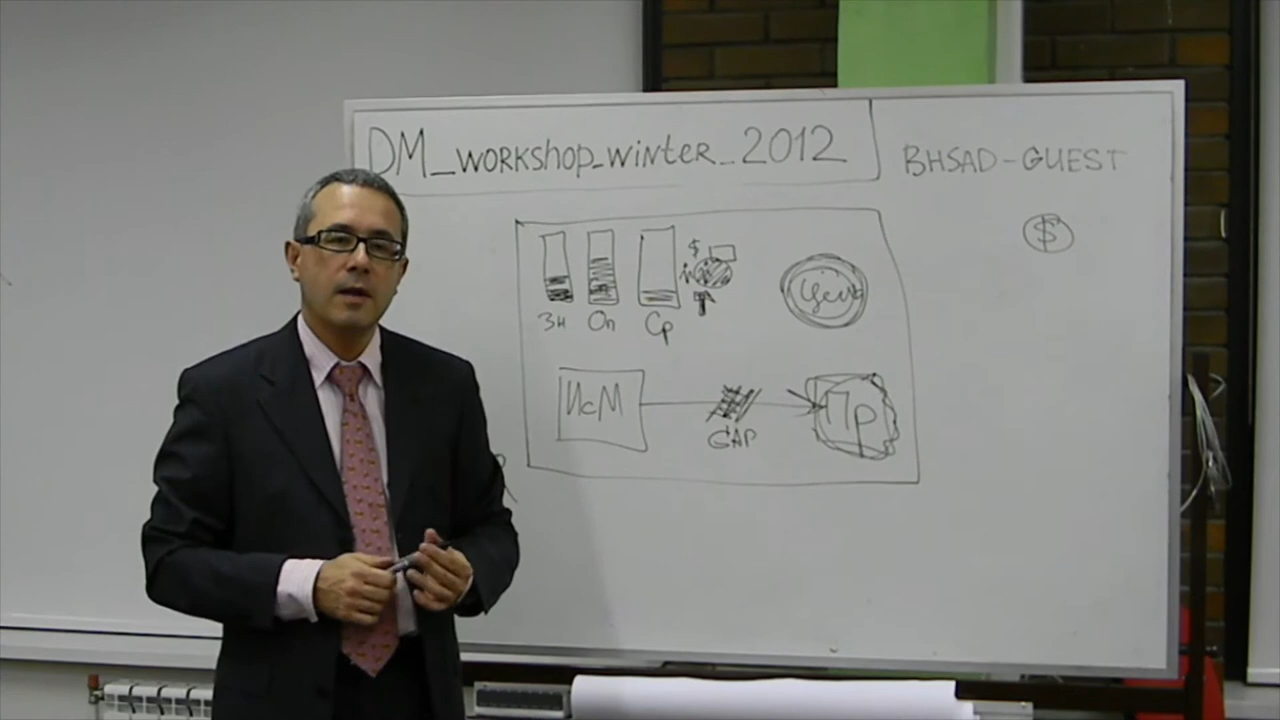 DM_WORKSHOP_WINTER_2012
BHSAD-GUEST
$
$
Зн Оп Ср
Цель
ИсМ
GAP
Пр